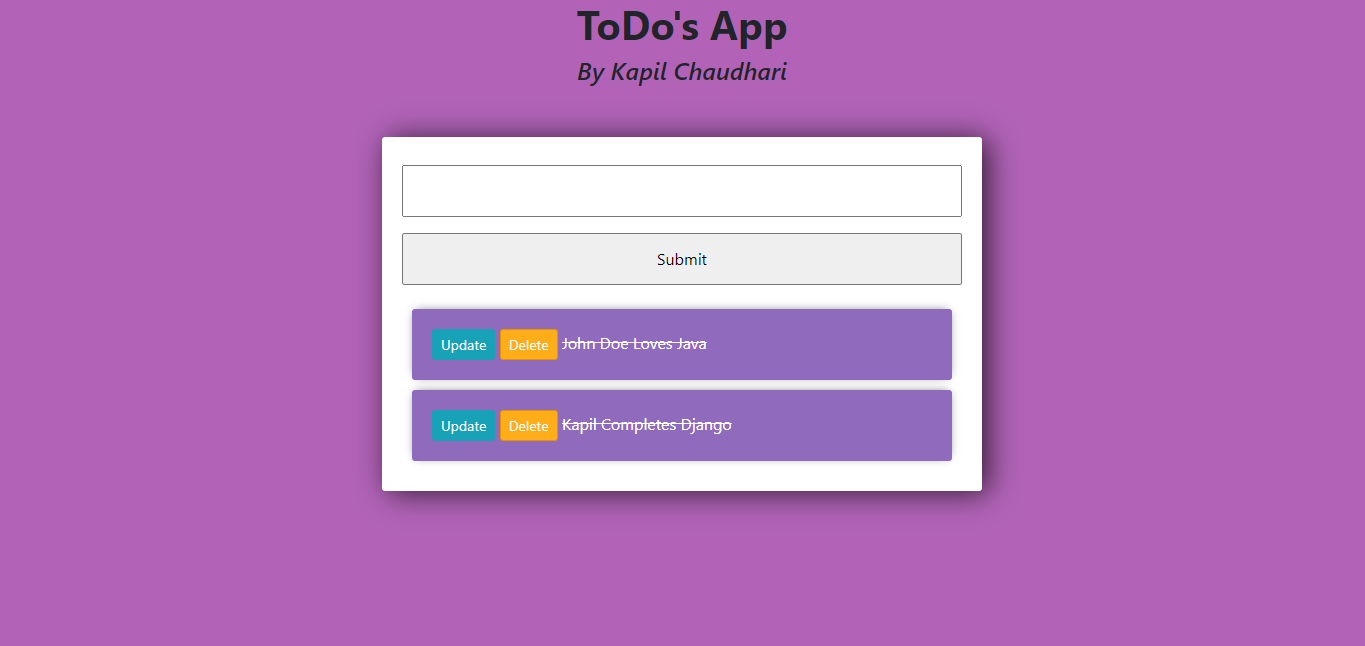 ToDo's App
By Kapil Chaudhari
Submit
Update Delete John Doe Loves Java
Update Delete Kapil Completes Django